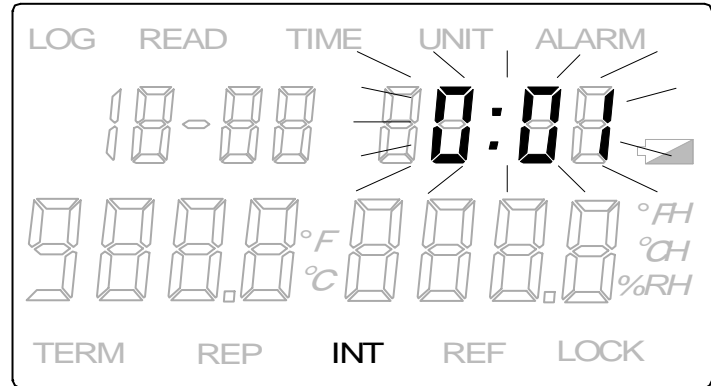 LOG READ TIME UNIT ALARM
0:01
°F °FH
°C °CH
%RH
TERM REP INT REF LOCK